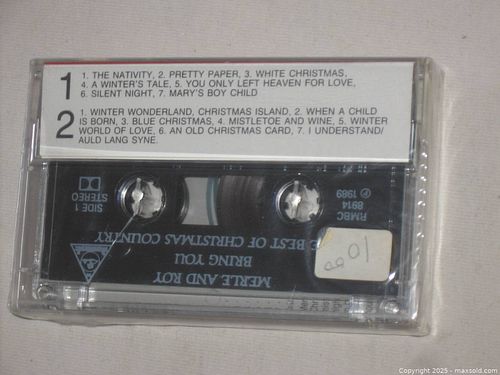 1
1. THE NATIVITY, 2. PRETTY PAPER, 3. WHITE CHRISTMAS,
4. A WINTER'S TALE, 5. YOU ONLY LEFT HEAVEN FOR LOVE,
6. SILENT NIGHT, 7. MARY'S BOY CHILD
2
1. WINTER WONDERLAND, CHRISTMAS ISLAND, 2. WHEN A CHILD
IS BORN, 3. BLUE CHRISTMAS, 4. MISTLETOE AND WINE, 5. WINTER
WORLD OF LOVE, 6. AN OLD CHRISTMAS CARD, 7. I UNDERSTAND/
AULD LANG SYNE.
MERLE AND ROY
BRING YOU
BEST OF CHRISTMAS COUNTRY
RMBC
8914
℗ 1989
SIDE 1
STEREO
Copyright © 2025 - maxsold.com